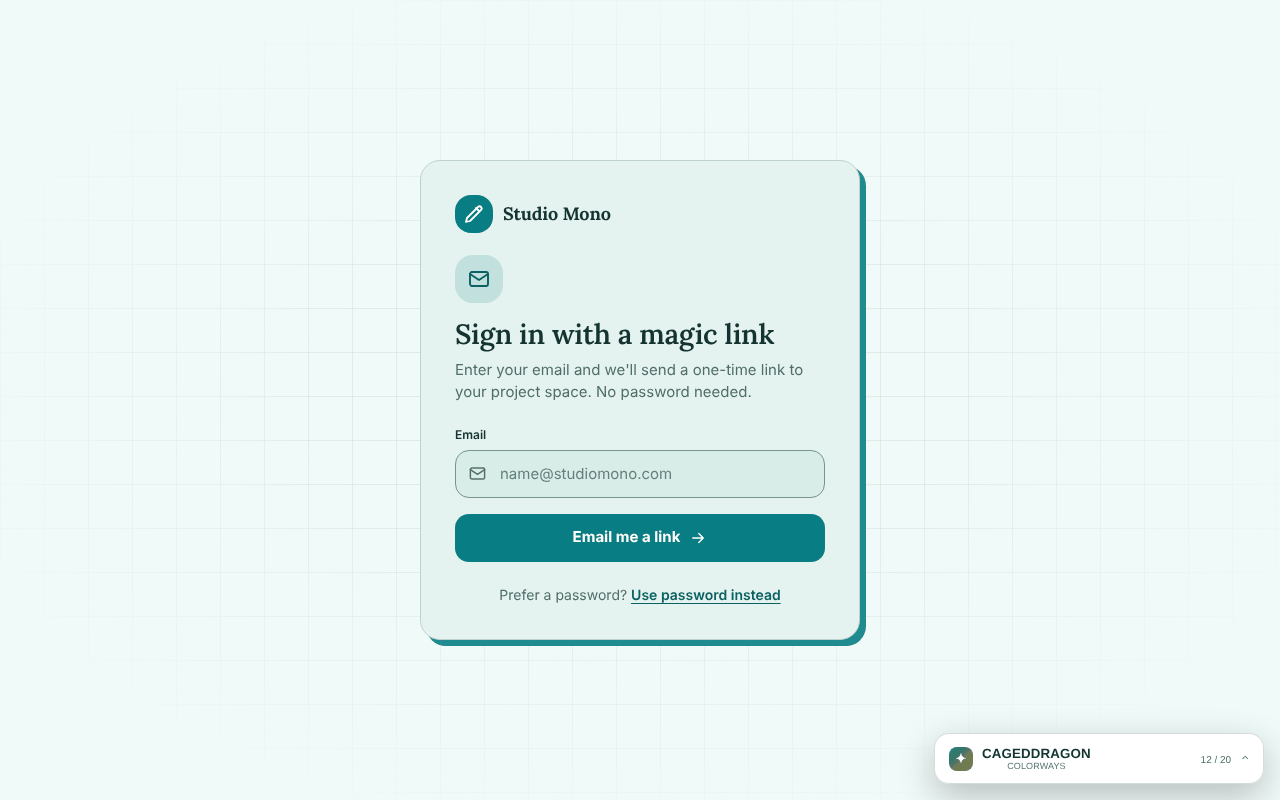 Studio Mono
Sign in with a magic link
Enter your email and we'll send a one-time link to
your project space. No password needed.
Email
name@studiomono.com
Email me a link
Prefer a password? Use password instead
CAGEDDRAGON
COLORWAYS
12 / 20